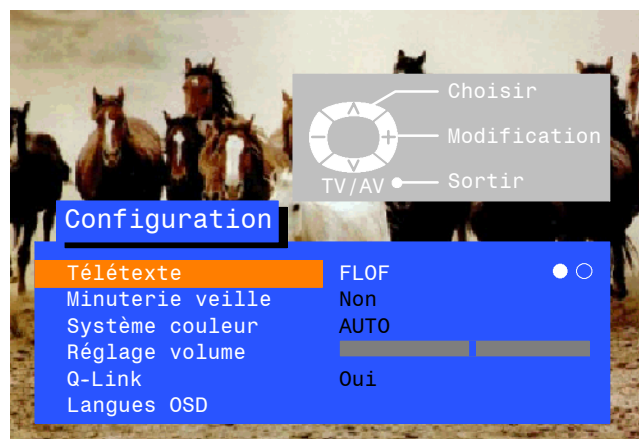 Choisir
Modification
TV/AV Sortir
Configuration
Télétexte FLOF
Minuterie veille Non
Système couleur AUTO
Réglage volume
Q-Link Oui
Langues OSD